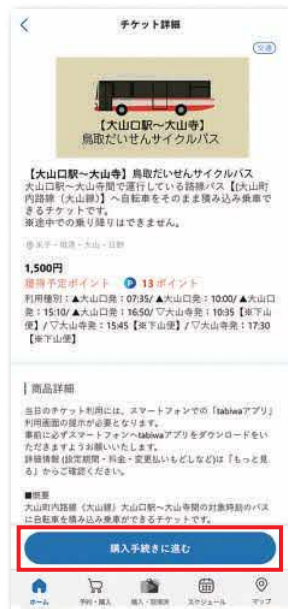 チケット詳細
交通
【大山口駅～大山寺】
鳥取だいせんサイクルバス
【大山口駅～大山寺】鳥取だいせんサイクルバス
大山口駅～大山寺間で運行している路線バス【(大山町
内路線（大山線)】へ自転車をそのまま積み込み乗車で
きるチケットです。
※途中での乗り降りはできません。
米子・境港・大山・日野
1,500円
獲得予定ポイント P 13ポイント
利用種別：▲大山口発：07:35/▲大山口発：10:00/▲大山口
発：15:10/▲大山口発：16:50/▽大山寺発：10:35【※下山
便】/▽大山寺発：15:45【※下山便】/▽大山寺発：17:30
【※下山便】
商品詳細
当日のチケット利用には、スマートフォンでの「tabiwaアプリ」
利用画面の提示が必要となります。
事前に必ずスマートフォンへtabiwaアプリをダウンロードをい
ただきますようお願いいたします。
詳細情報(設定期間・料金・変更払いもどしなど)は「もっと見
る」からご確認ください。
■概要
大山町内路線（大山線）大山口駅～大山寺間の対象時刻のバス
に自転車を積み込み乗車ができるチケットです。
購入手続きに進む
ホーム 予約・購入 購入・取得済 スケジュール マップ